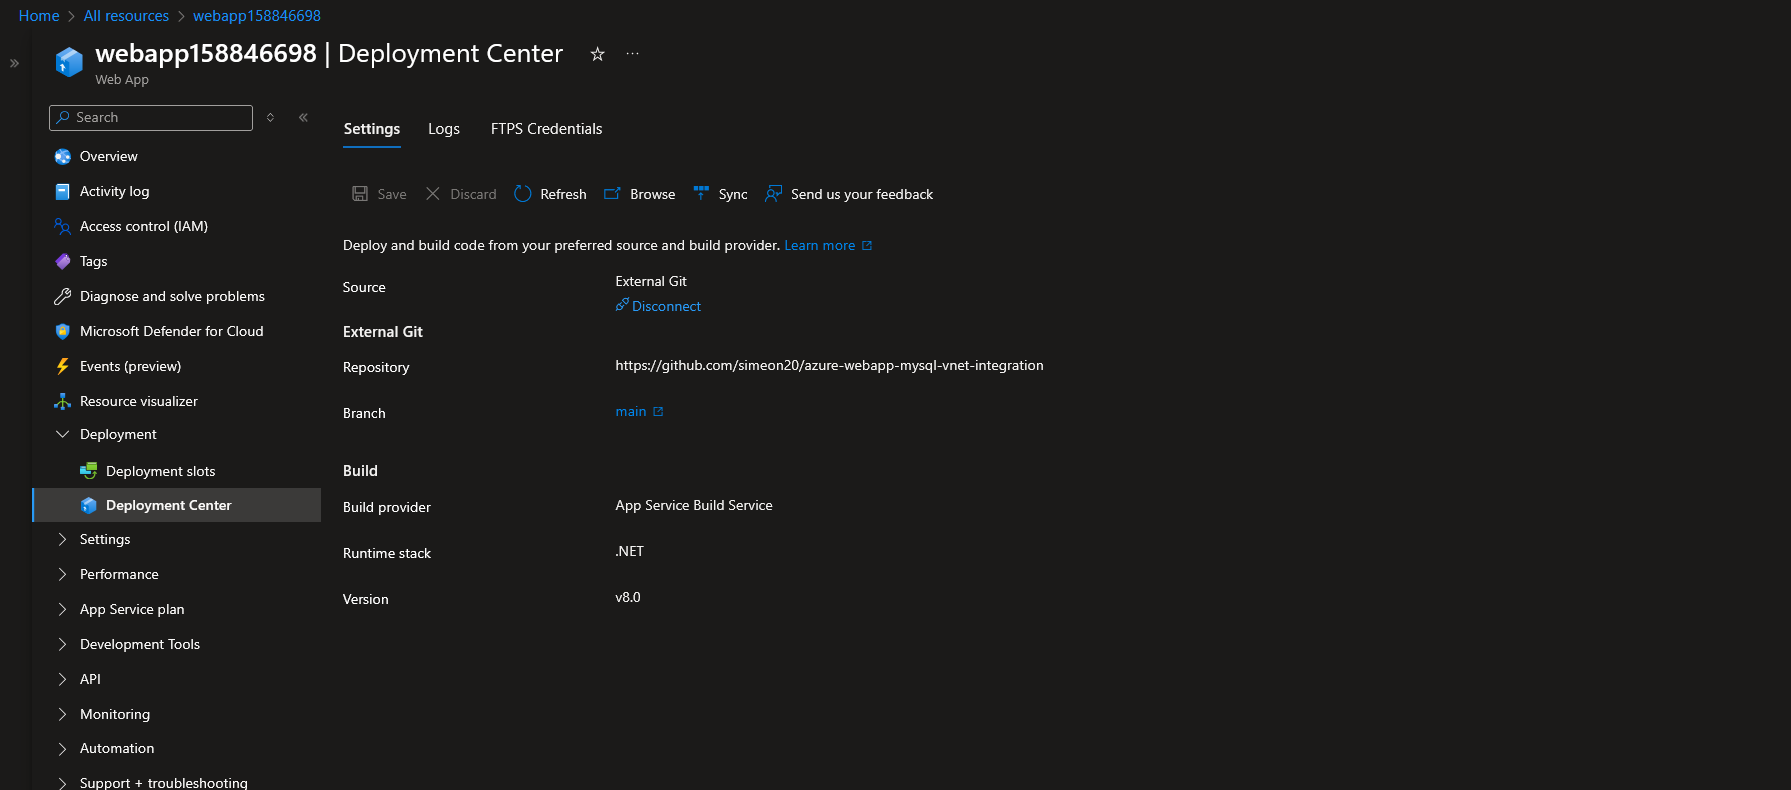 Home > All resources > webapp158846698
webapp158846698 | Deployment Center
Web App
Search
Overview
Activity log
Access control (IAM)
Tags
Diagnose and solve problems
Microsoft Defender for Cloud
Events (preview)
Resource visualizer
Deployment
Deployment slots
Deployment Center
Settings
Performance
App Service plan
Development Tools
API
Monitoring
Automation
Support + troubleshooting
Settings Logs FTPS Credentials
Save Discard Refresh Browse Sync Send us your feedback
Deploy and build code from your preferred source and build provider. Learn more
Source External Git
Disconnect
External Git
Repository https://github.com/simeon20/azure-webapp-mysql-vnet-integration
Branch main
Build
Build provider App Service Build Service
Runtime stack .NET
Version v8.0